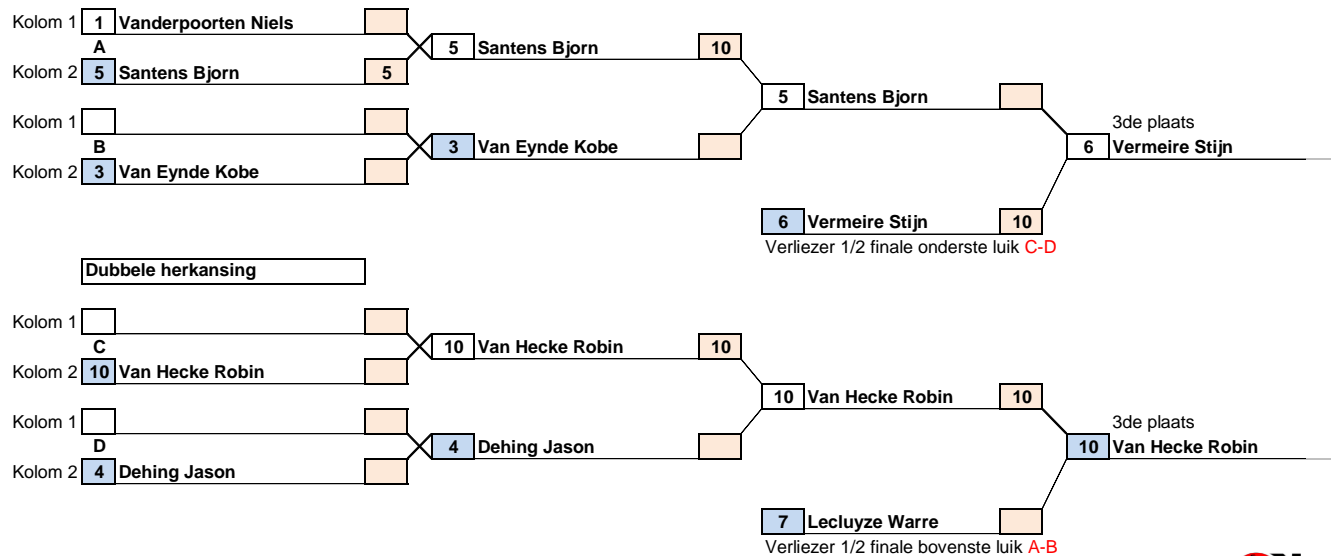 Kolom 1 1 Vanderpoorten Niels
A
5 Santens Bjorn 10
Kolom 2 5 Santens Bjorn 5
5 Santens Bjorn
Kolom 1
3de plaats
B
3 Van Eynde Kobe
6 Vermeire Stijn
Kolom 2 3 Van Eynde Kobe
6 Vermeire Stijn 10
Verliezer 1/2 finale onderste luik C-D
Dubbele herkansing
Kolom 1
C
10 Van Hecke Robin 10
Kolom 2 10 Van Hecke Robin
10 Van Hecke Robin 10
Kolom 1
3de plaats
D
4 Dehing Jason
10 Van Hecke Robin
Kolom 2 4 Dehing Jason
7 Lecluyze Warre
Verliezer 1/2 finale bovenste luik A-B